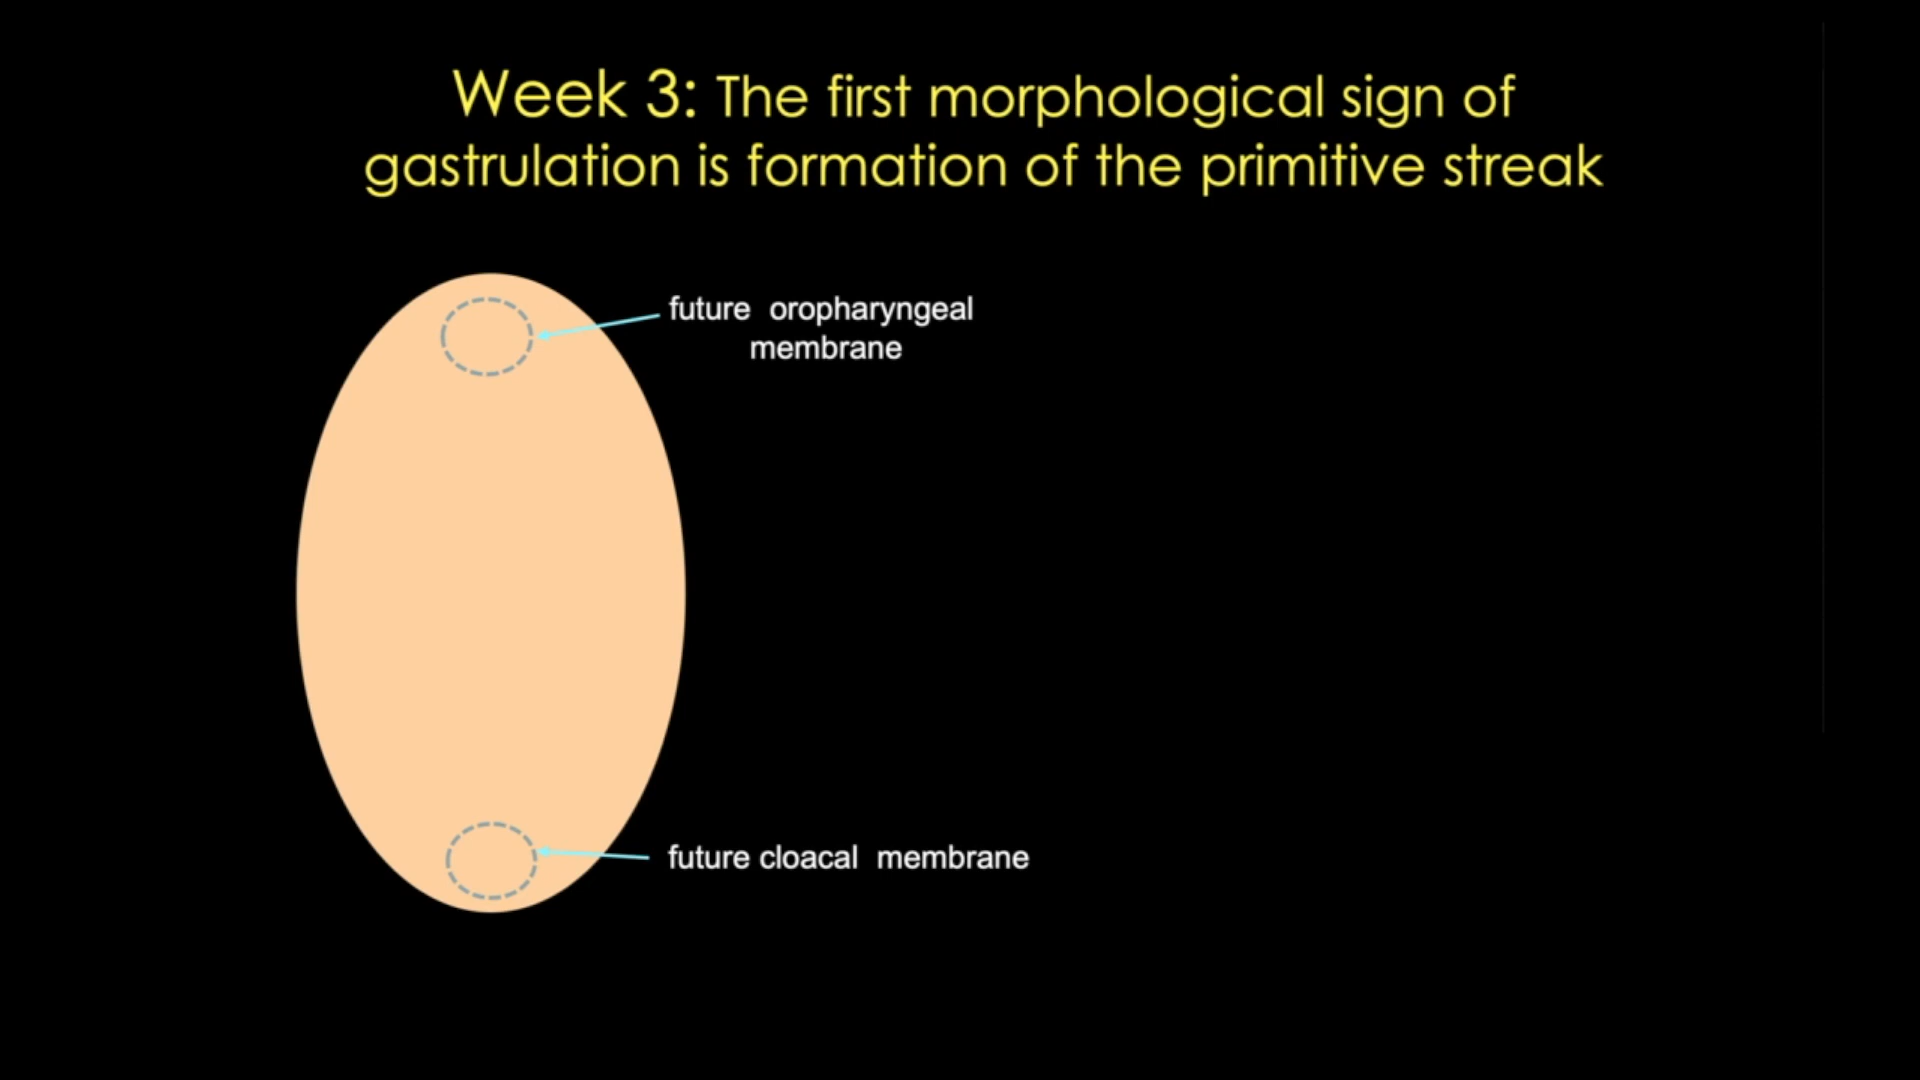 Week 3: The first morphological sign of
gastrulation is formation of the primitive streak
future oropharyngeal
membrane
future cloacal membrane